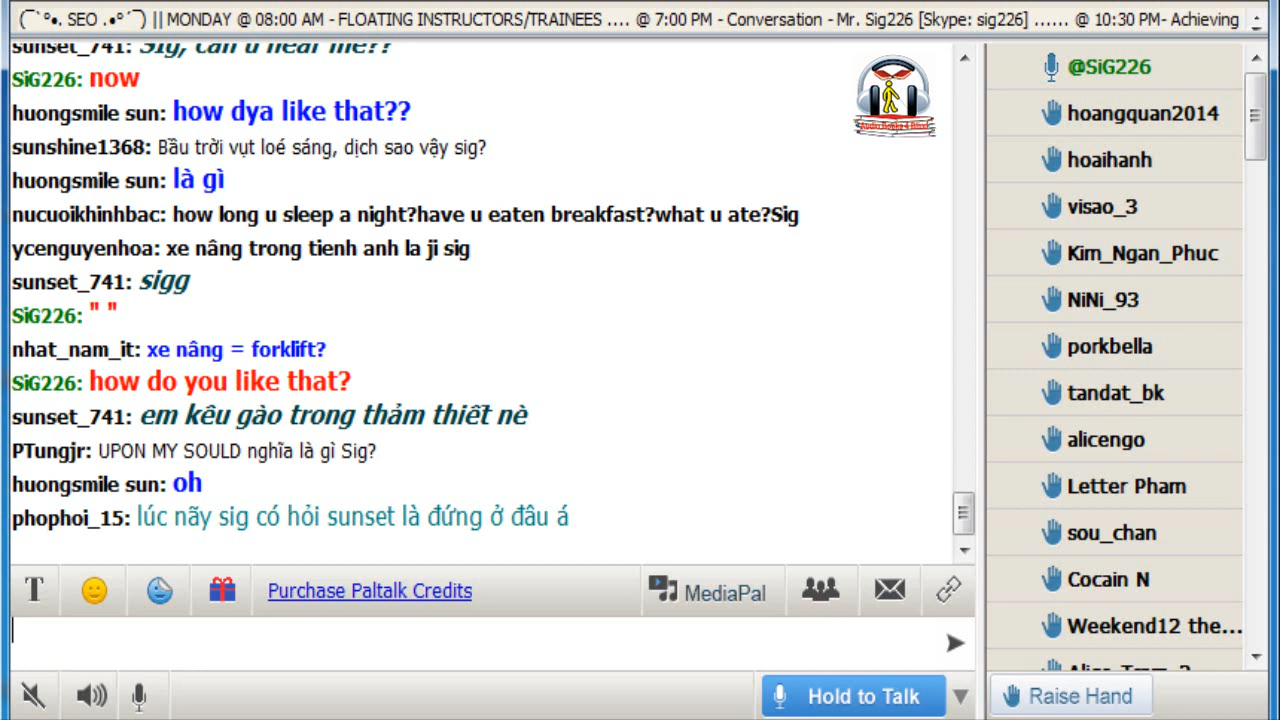 (¯`°•. SEO .•°´¯) || MONDAY @ 08:00 AM - FLOATING INSTRUCTORS/TRAINEES .... @ 7:00 PM - Conversation - Mr. Sig226 [Skype: sig226] ...... @ 10:30 PM- Achieving
sunset_741: Sig, can u hear me??
SiG226: now
huongsmile sun: how dya like that??
sunshine1368: Bầu trời vụt loé sáng, dịch sao vậy sig?
huongsmile sun: là gì
nucuoikhinhbac: how long u sleep a night?have u eaten breakfast?what u ate?Sig
ycenguyenhoa: xe nâng trong tienh anh la ji sig
sunset_741: sigg
SiG226: " "
nhat_nam_it: xe nâng = forklift?
SiG226: how do you like that?
sunset_741: em kêu gào trong thảm thiết nè
PTungjr: UPON MY SOULD nghĩa là gì Sig?
huongsmile sun: oh
phophoi_15: lúc nãy sig có hỏi sunset là đứng ở đâu á
T
Purchase Paltalk Credits
MediaPal
Hold to Talk
@SiG226
hoangquan2014
hoaihanh
visao_3
Kim_Ngan_Phuc
NiNi_93
porkbella
tandat_bk
alicengo
Letter Pham
sou_chan
Cocain N
Weekend12 the...
Raise Hand